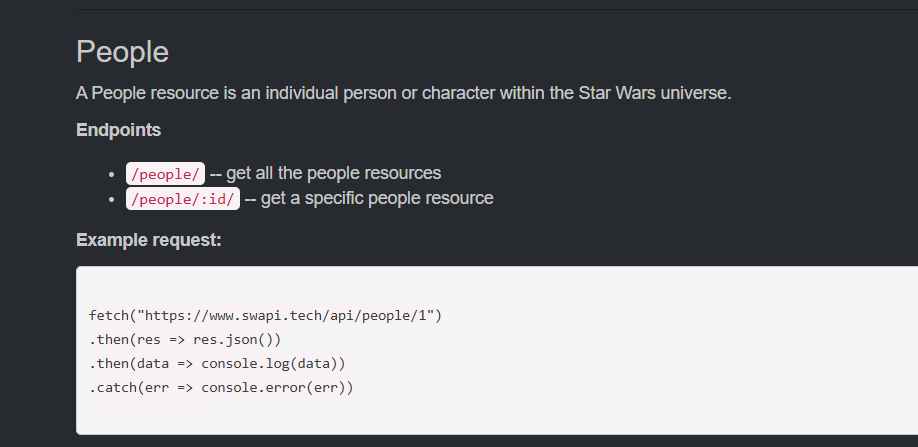 People
A People resource is an individual person or character within the Star Wars universe.
Endpoints
/people/ -- get all the people resources
/people/:id/ -- get a specific people resource
Example request:
fetch("https://www.swapi.tech/api/people/1")
.then(res => res.json())
.then(data => console.log(data))
.catch(err => console.error(err))